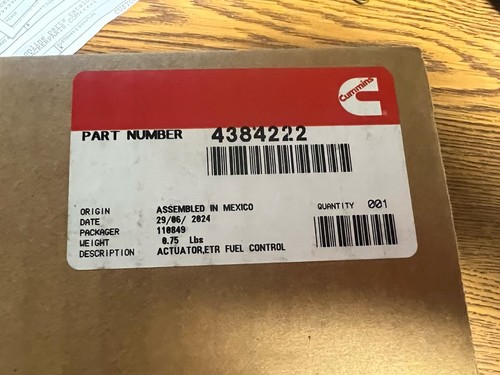 Cummins
PART NUMBER 4384222
ORIGIN ASSEMBLED IN MEXICO QUANTITY 001
DATE 29/06/ 2024
PACKAGER 110849
WEIGHT 0.75 Lbs
DESCRIPTION ACTUATOR,ETR FUEL CONTROL